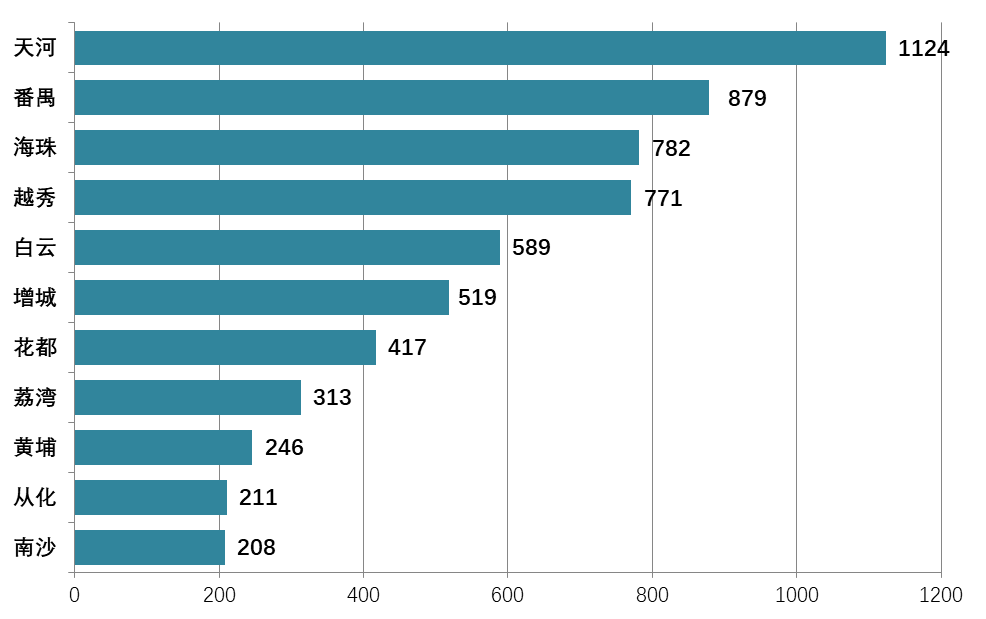 天河 1124
番禺 879
海珠 782
越秀 771
白云 589
增城 519
花都 417
荔湾 313
黄埔 246
从化 211
南沙 208
0 200 400 600 800 1000 1200